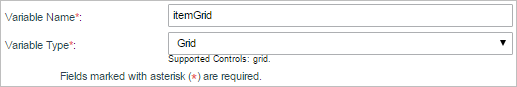 Variable Name*: itemGrid
Variable Type*: Grid
Supported Controls: grid.
Fields marked with asterisk (*) are required.